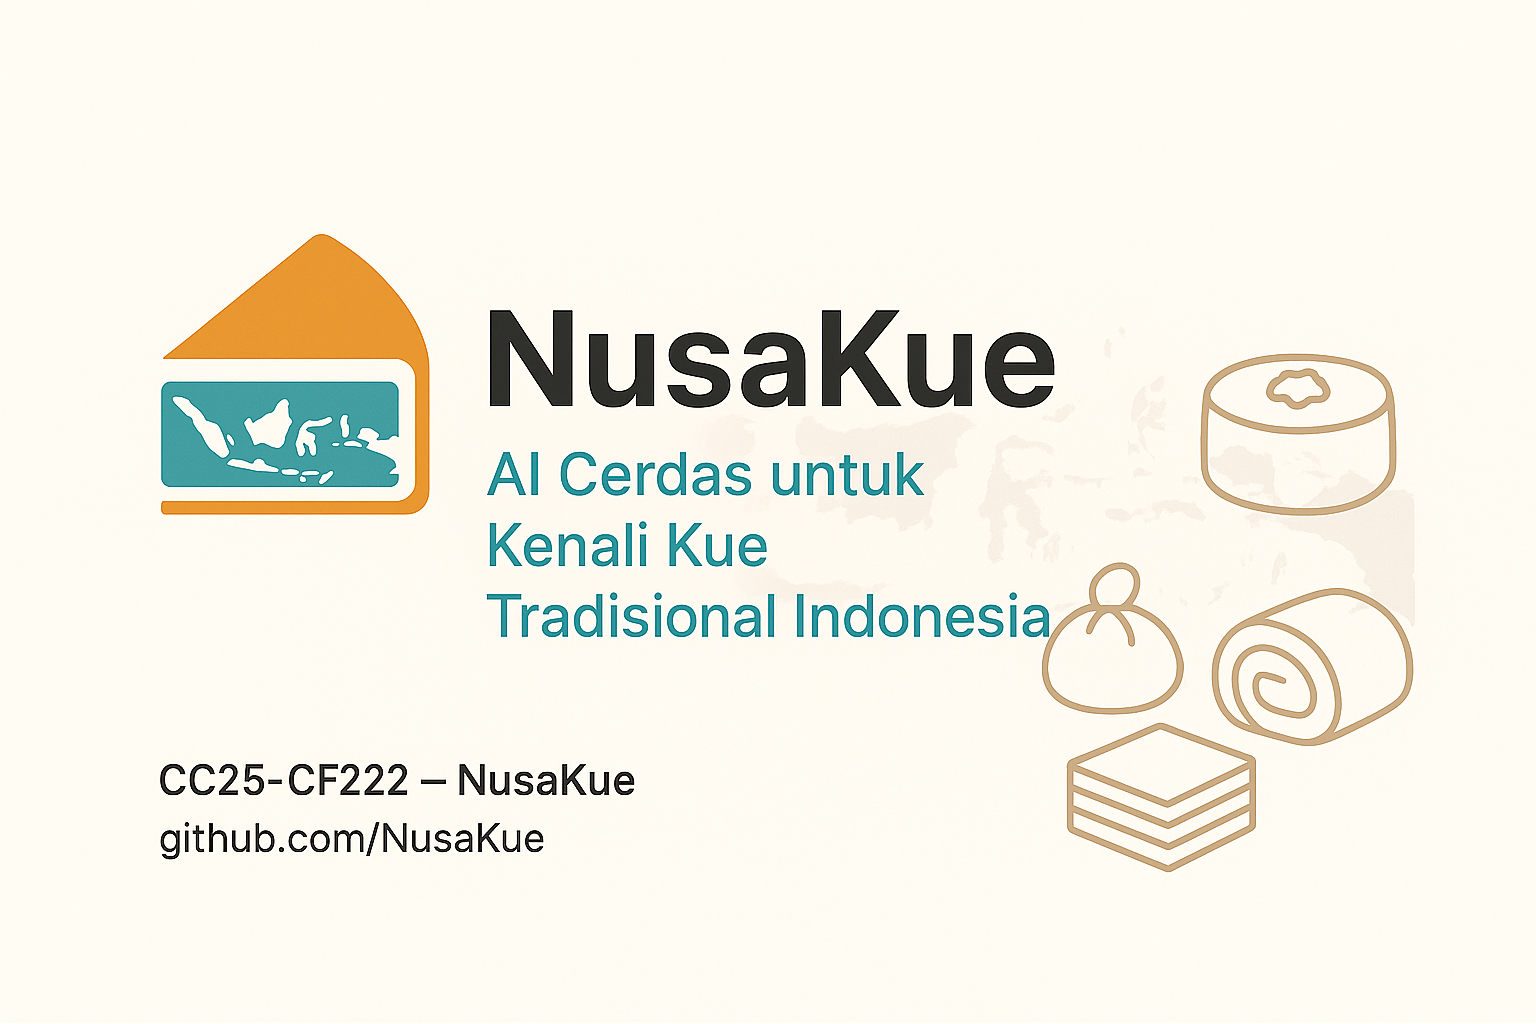 NusaKue
AI Cerdas untuk
Kenali Kue
Tradisional Indonesia
CC25-CF222 – NusaKue
github.com/NusaKue